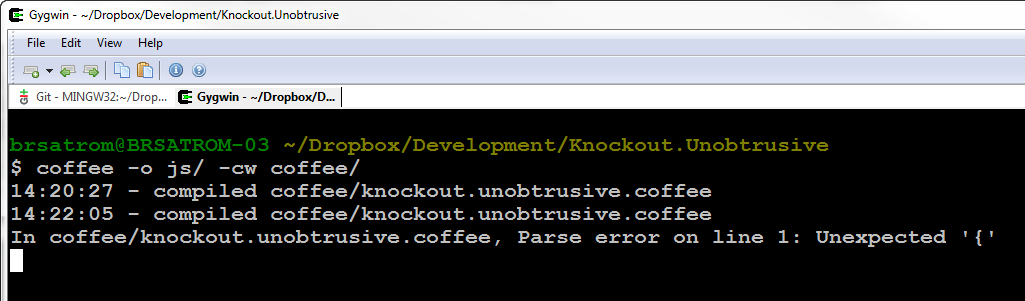 Gygwin - ~/Dropbox/Development/Knockout.Unobtrusive
File Edit View Help
Git - MINGW32:~/Drop... Gygwin - ~/Dropbox/D...
brsatrom@BRSATROM-03 ~/Dropbox/Development/Knockout.Unobtrusive
$ coffee -o js/ -cw coffee/
14:20:27 - compiled coffee/knockout.unobtrusive.coffee
14:22:05 - compiled coffee/knockout.unobtrusive.coffee
In coffee/knockout.unobtrusive.coffee, Parse error on line 1: Unexpected '{'